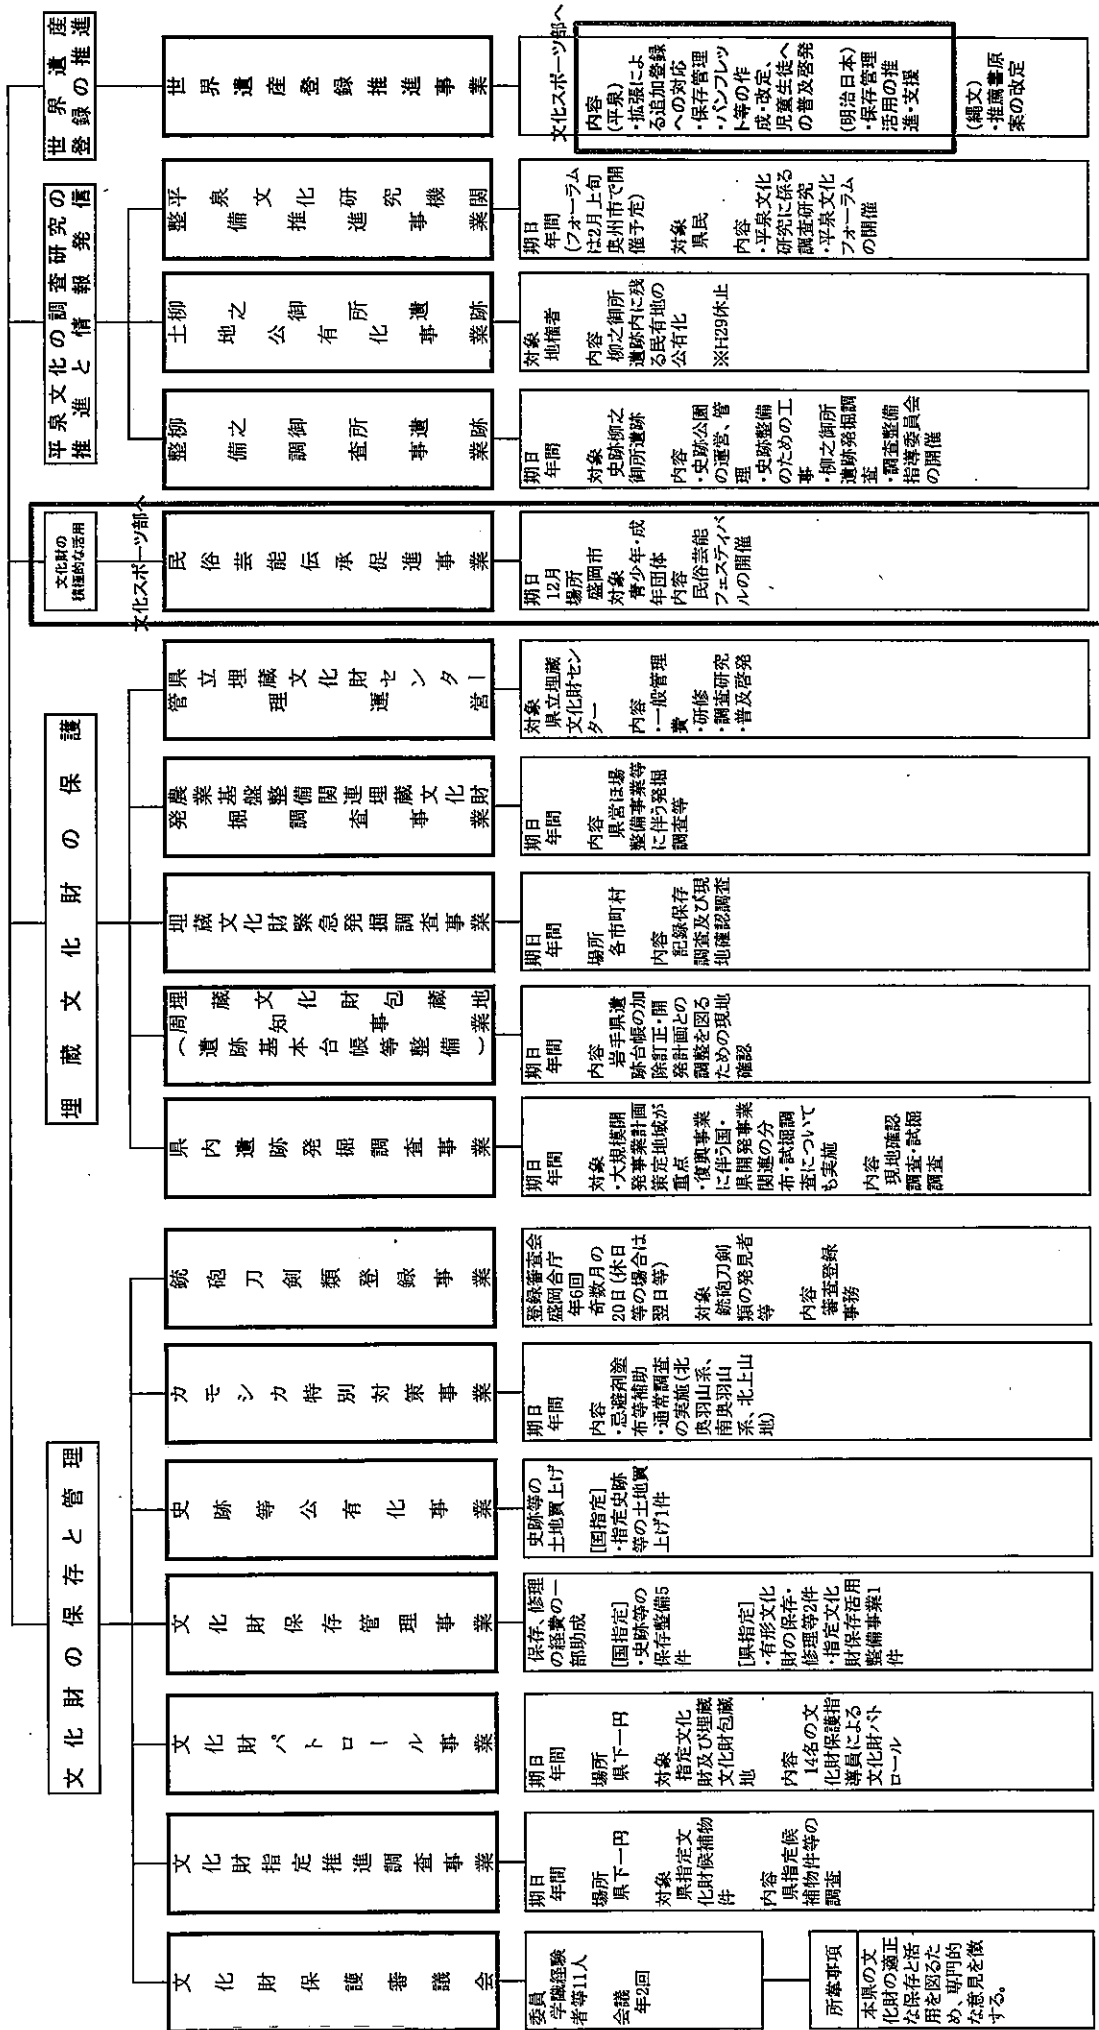 文化財の保存と管理
文化財保護審議会
委員
学識経験
者等11人
会議
年2回
所掌事項
本県の文
化財の適正
な保存と活
用を図るた
め、専門的
な意見を徴
する。
文化財指定推進調査事業
期日
年間
場所
県下一円
対象
県指定文
化財候補物
件
内容
県指定候
補物件等の
調査
文化財パトロール事業
期日
年間
場所
県下一円
対象
指定文化
財及び埋蔵
文化財包蔵
地
内容
14名の文
化財保護指
導員による
文化財パト
ロール
文化財保存管理事業
保存、修理
の経費の一
部助成
[国指定]
・史跡等の
保存整備5
件
[県指定]
・有形文化
財の保存・
修理等2件
・指定文化
財保存活用
整備事業1
件
史跡等公有化事業
史跡等の
土地買上げ
[国指定]
・指定史跡
等の土地買
上げ1件
カモシカ特別対策事業
期日
年間
内容
・忌避剤塗
布等補助
・通常調査
の実施(北
奥羽山系、
南奥羽山
系、北上山
地)
銃砲刀剣類登録事業
登録審査会
盛岡合庁
年6回
奇数月の
20日(休日
等の場合は
翌日等)
対象
銃砲刀剣
類の発見者
等
内容
審査登録
事務
埋蔵文化財の保護
県内遺跡発掘調査事業
期日
年間
対象
・大規模開
発事業計画
策定地域が
重点
・復興事業
に伴う国・
県開発事業
関連の分
布・試掘調
査について
も実施
内容
現地確認
調査・試掘
調査
埋蔵文化財包蔵地
周知事業
(遺跡基本台帳等整備)
期日
年間
内容
岩手県遺
跡台帳の加
除訂正・開
発計画との
調整を図る
ための現地
確認
埋蔵文化財緊急発掘調査事業
期日
年間
場所
各市町村
内容
記録保存
調査及び現
地確認調査
農業基盤整備関連埋蔵文化財
発掘調査事業
期日
年間
内容
県営ほ場
整備事業等
に伴う発掘
調査等
県立埋蔵文化財センター
管理運営
対象
県立埋蔵
文化財セン
ター
内容
・一般管理
費
・研修
・調査研究
・普及啓発
文化財の
積極的な活用
文化スポーツ部へ
民俗芸能伝承促進事業
期日
12月
場所
盛岡市
対象
青少年・成
年団体
内容
民俗芸能
フェスティバ
ルの開催
平泉文化の調査研究の
推進と情報発信
柳之御所遺跡
整備調査事業
期日
年間
対象
史跡柳之
御所遺跡
内容
・史跡公園
の運営、管
理
・史跡整備
のための工
事
・柳之御所
遺跡発掘調
査
・調査整備
指導委員会
の開催
柳之御所遺跡
土地公有化事業
対象
地権者
内容
柳之御所
遺跡内に残
る民有地の
公有化
※H29休止
平泉文化研究機関
整備推進事業
期日
年間
(フォーラム
は2月上旬
奥州市で開
催予定)
対象
県民
内容
・平泉文化
研究に係る
調査研究
・平泉文化
フォーラム
の開催
世界遺産
登録の推進
世界遺産登録推進事業
文化スポーツ部へ
内容
(平泉)
・拡張によ
る追加登録
への対応
・保存管理
・パンフレッ
ト等の作
成・改定、
児童生徒へ
の普及啓発
(明治日本)
・保存管理
活用の推
進・支援
(縄文)
・推薦書原
案の改定